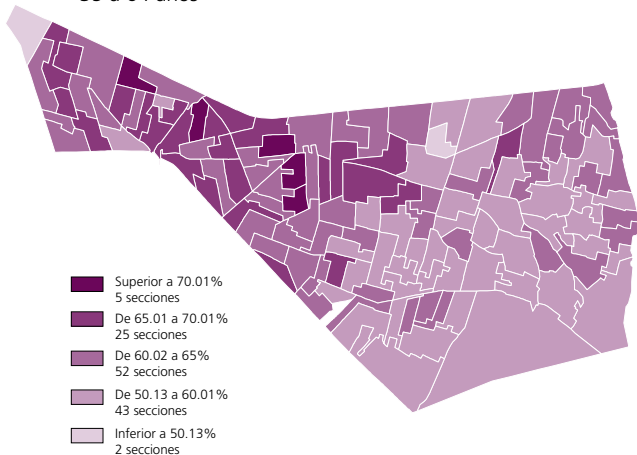 años
Superior a 70.01%
5 secciones
De 65.01 a 70.01%
25 secciones
De 60.02 a 65%
52 secciones
De 50.13 a 60.01%
43 secciones
Inferior a 50.13%
2 secciones